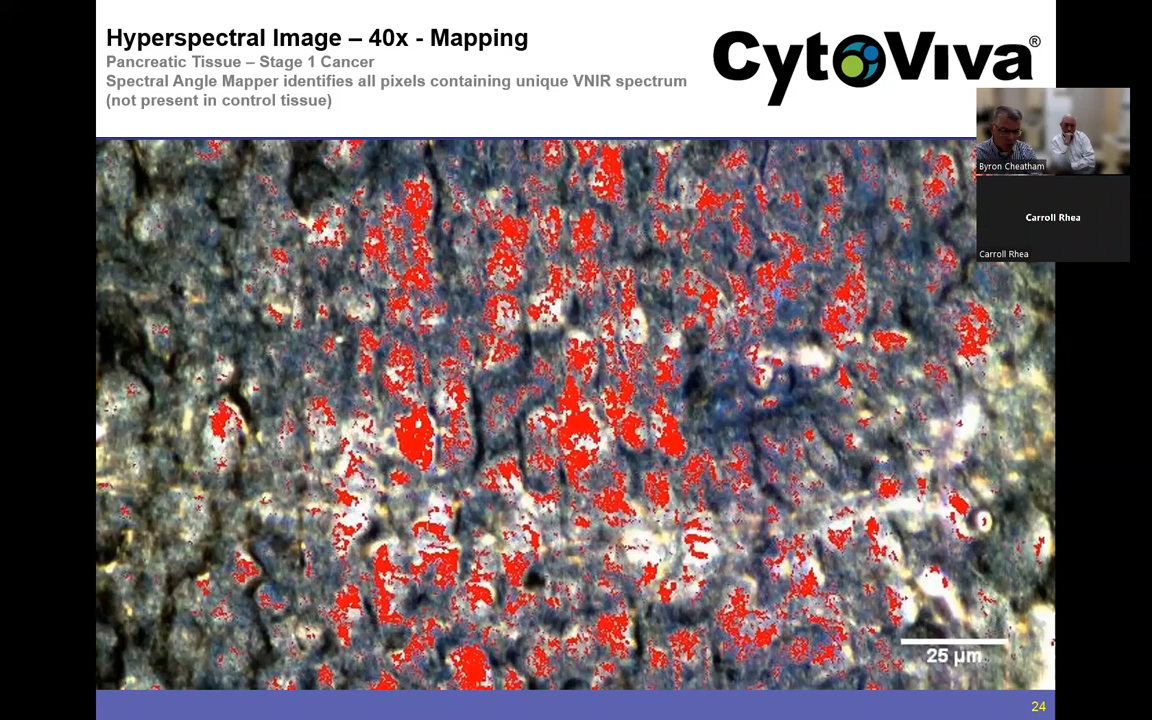 Hyperspectral Image – 40x - Mapping
Pancreatic Tissue – Stage 1 Cancer
Spectral Angle Mapper identifies all pixels containing unique VNIR spectrum
(not present in control tissue)
CytoViva®
Byron Cheatham
Carroll Rhea
Carroll Rhea
25 µm
24